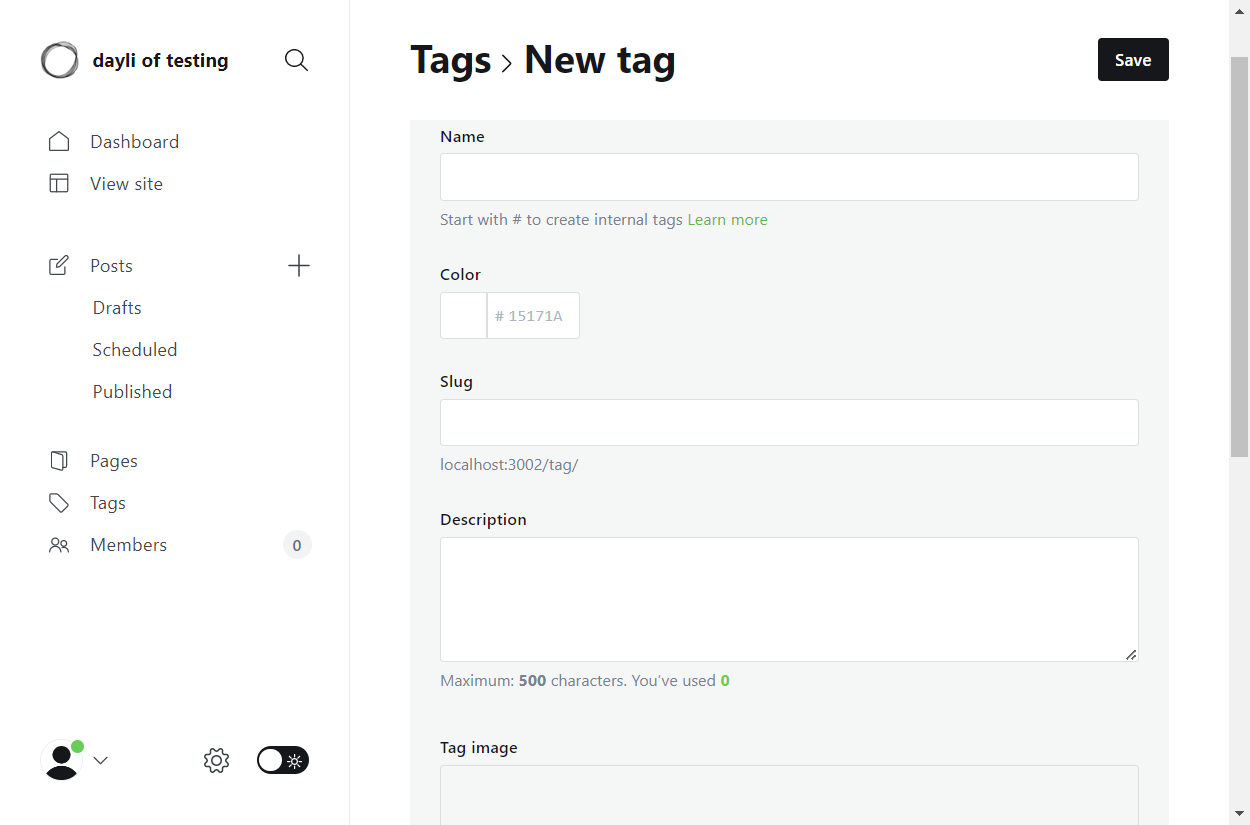 dayli of testing
Dashboard
View site
Posts
Drafts
Scheduled
Published
Pages
Tags
Members
0
Tags > New tag
Save
Name
Start with # to create internal tags Learn more
Color
# 15171A
Slug
localhost:3002/tag/
Description
Maximum: 500 characters. You’ve used 0
Tag image